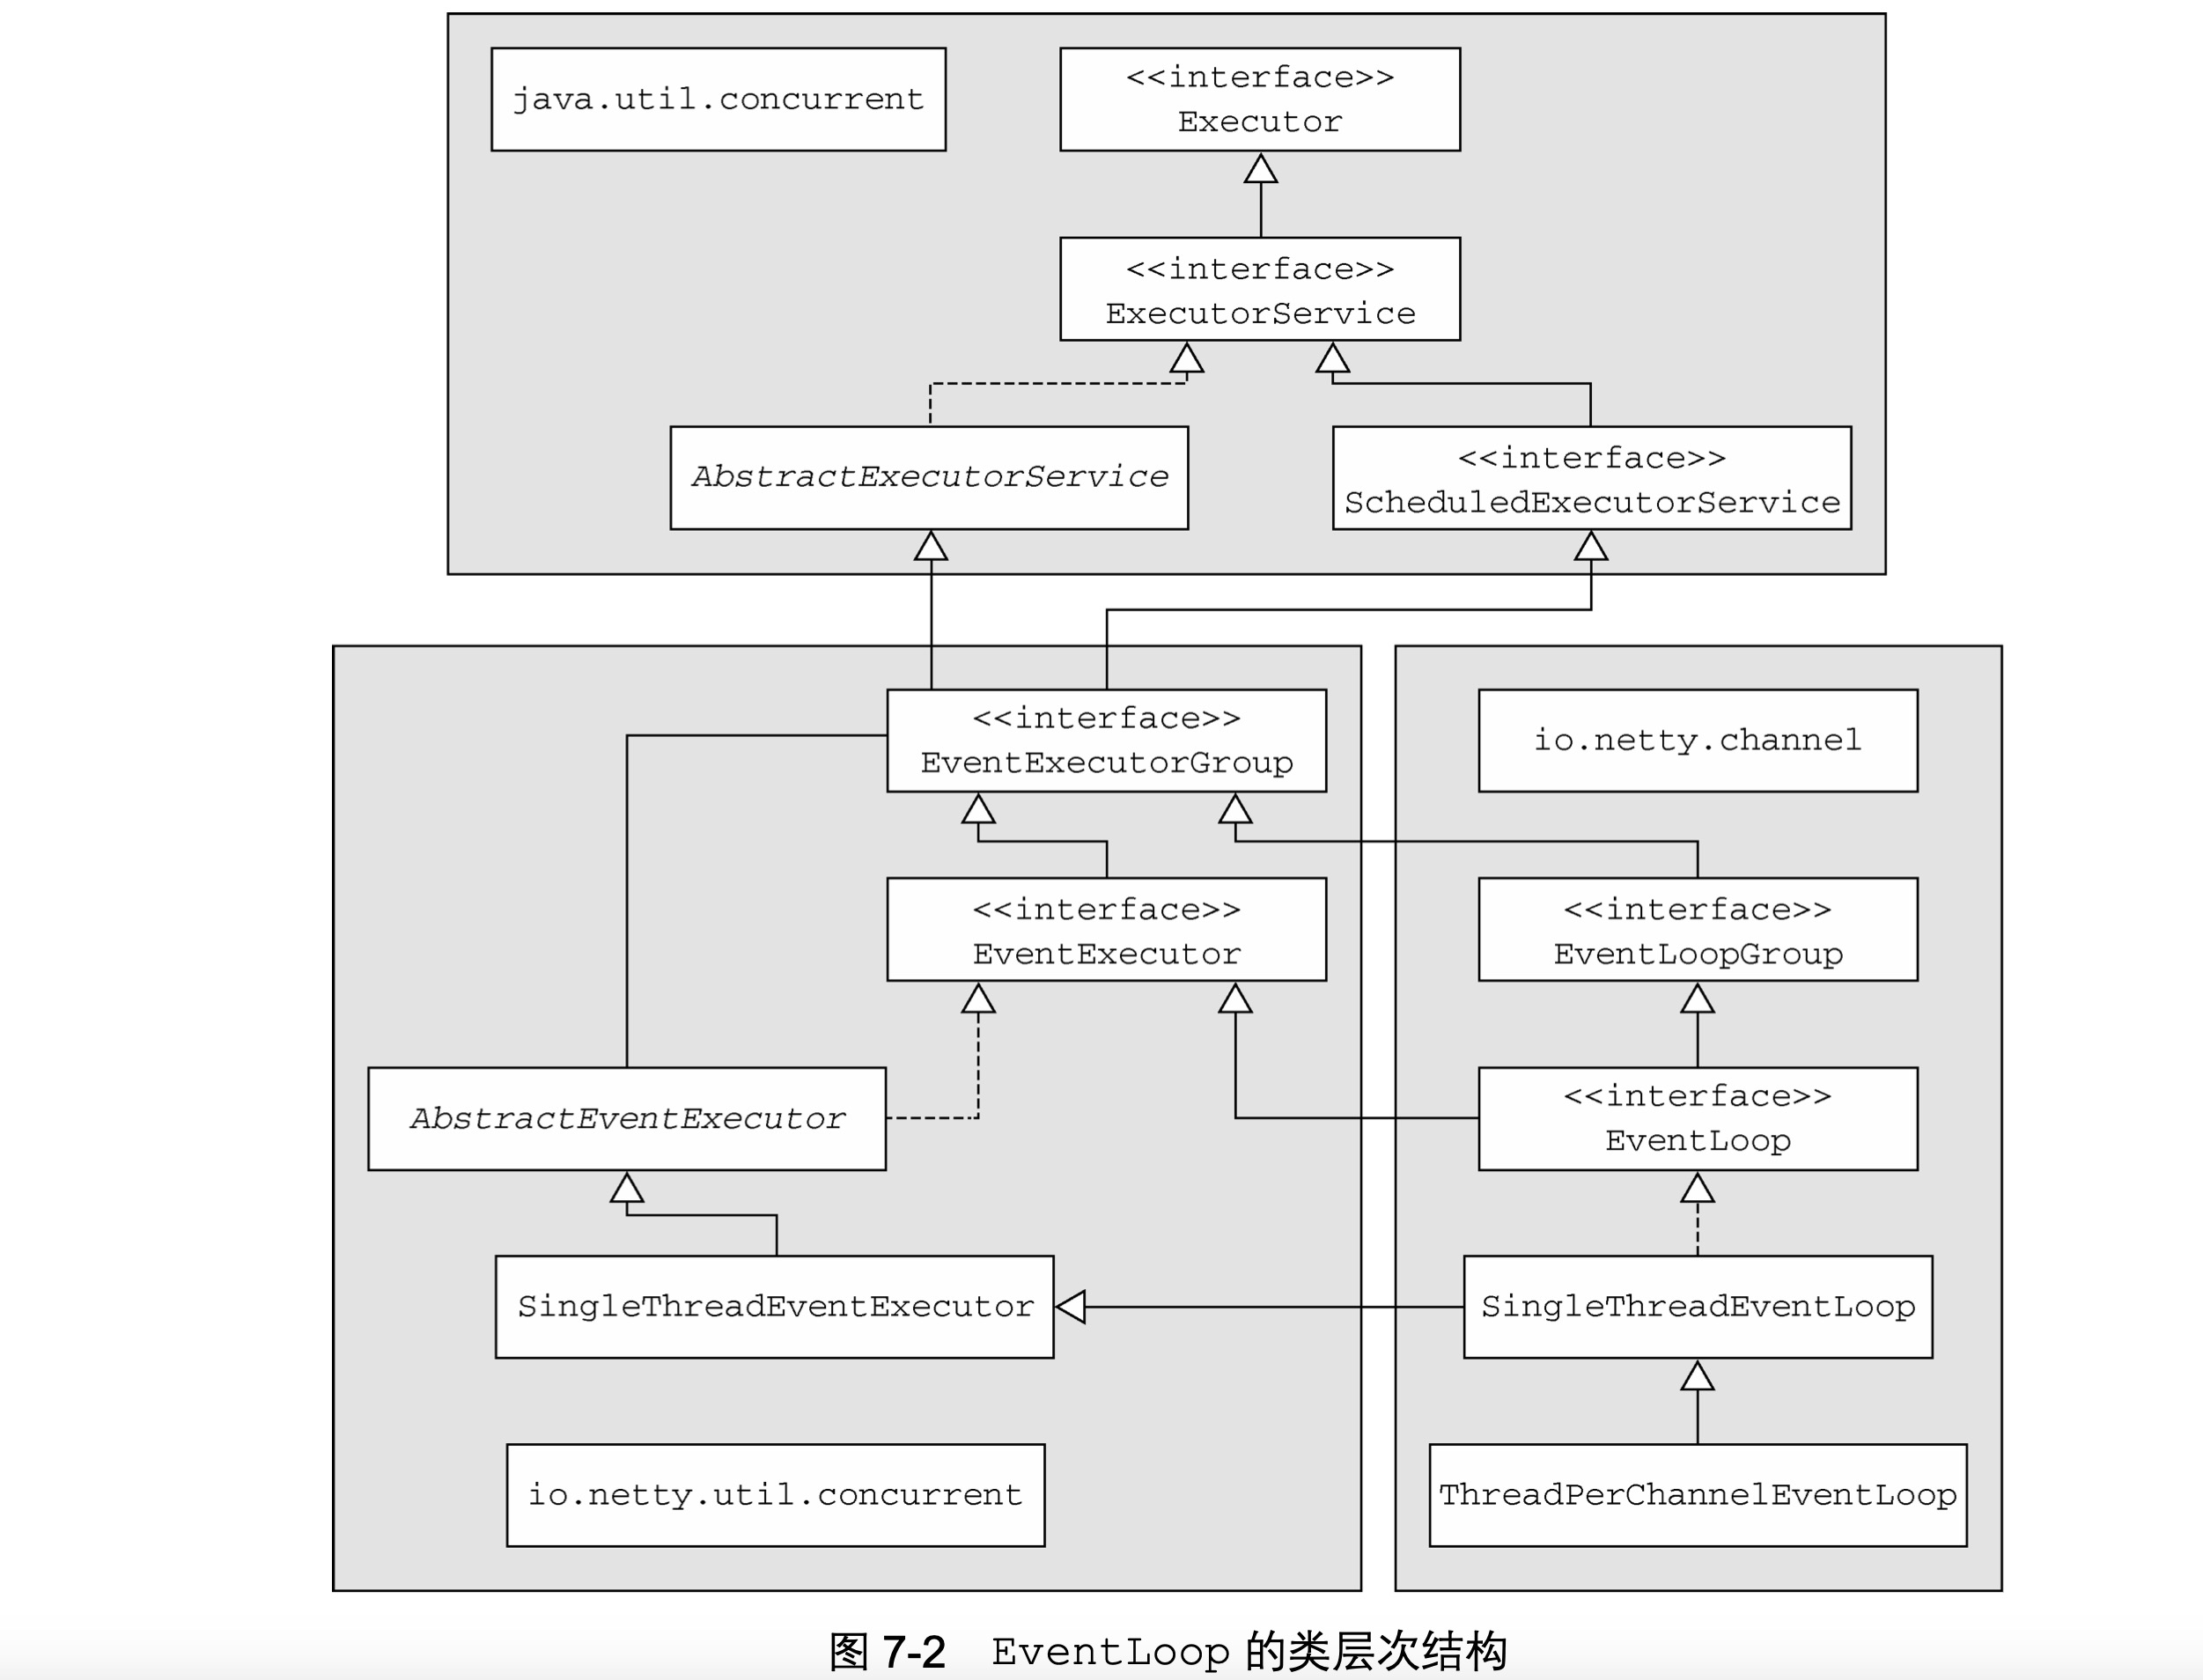 java.util.concurrent
<<interface>>
Executor
<<interface>>
ExecutorService
AbstractExecutorService
<<interface>>
ScheduledExecutorService
<<interface>>
EventExecutorGroup
io.netty.channel
<<interface>>
EventExecutor
<<interface>>
EventLoopGroup
AbstractEventExecutor
<<interface>>
EventLoop
SingleThreadEventExecutor
SingleThreadEventLoop
io.netty.util.concurrent
ThreadPerChannelEventLoop
图 7-2 EventLoop 的类层次结构